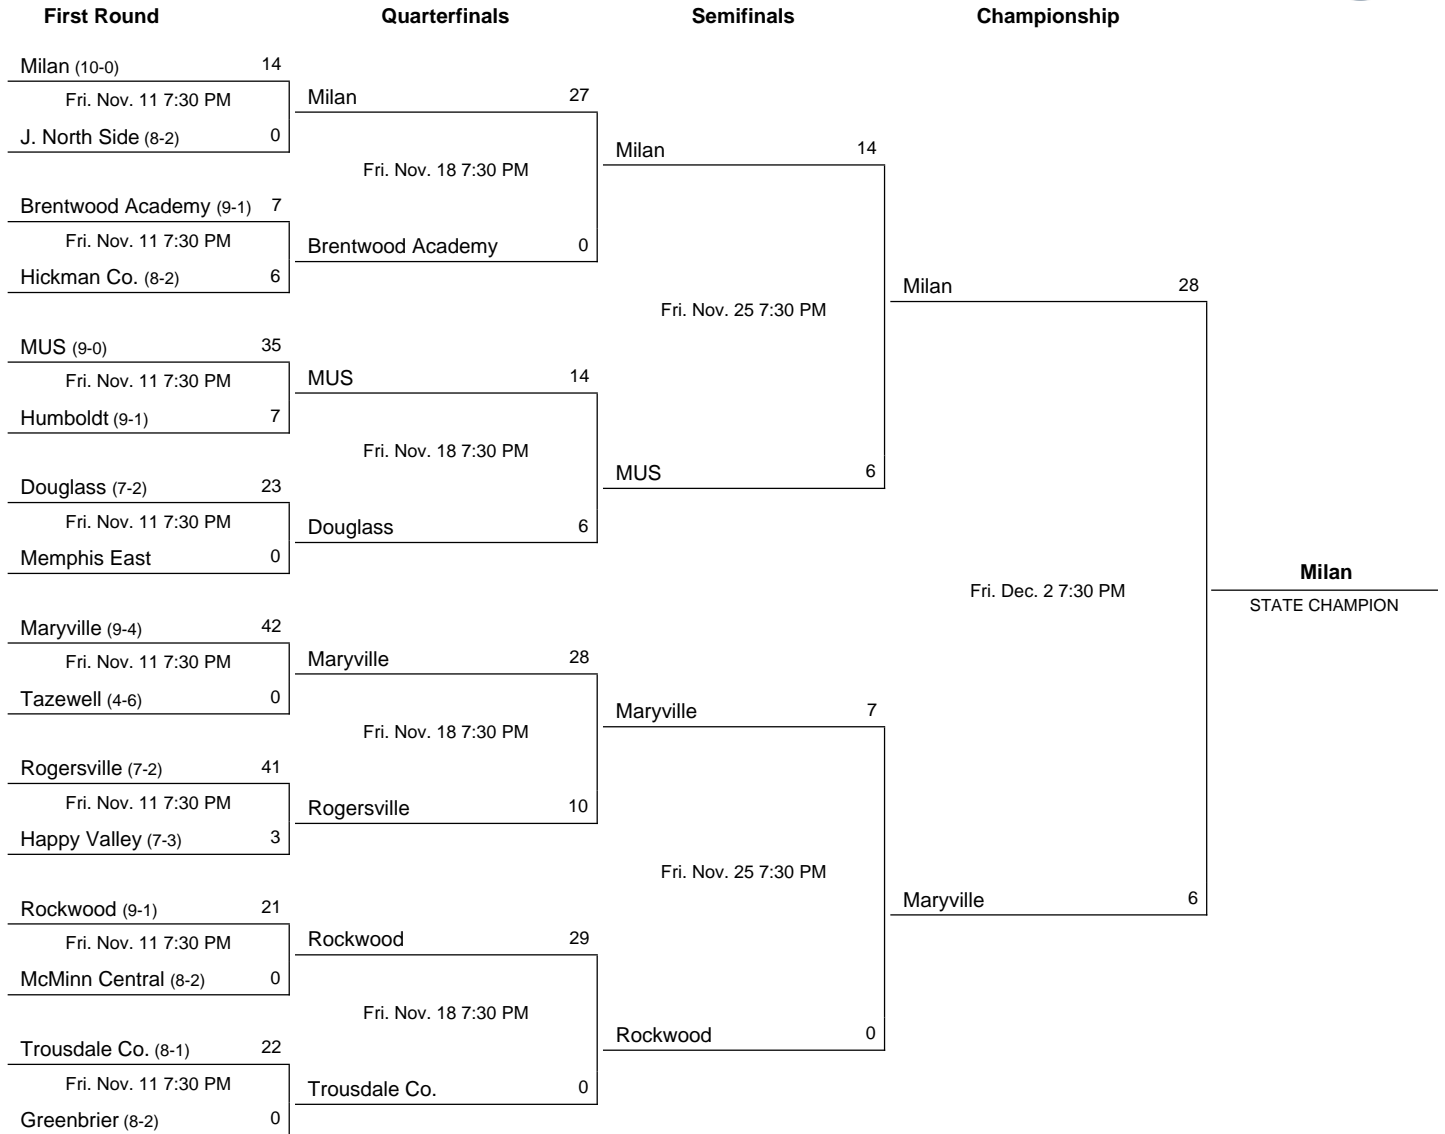 First Round
Quarterfinals
Semifinals
Championship
Milan (10-0) 14
Fri. Nov. 11 7:30 PM
J. North Side (8-2) 0
Brentwood Academy (9-1) 7
Fri. Nov. 11 7:30 PM
Hickman Co. (8-2) 6
MUS (9-0) 35
Fri. Nov. 11 7:30 PM
Humboldt (9-1) 7
Douglass (7-2) 23
Fri. Nov. 11 7:30 PM
Memphis East 0
Maryville (9-4) 42
Fri. Nov. 11 7:30 PM
Tazewell (4-6) 0
Rogersville (7-2) 41
Fri. Nov. 11 7:30 PM
Happy Valley (7-3) 3
Rockwood (9-1) 21
Fri. Nov. 11 7:30 PM
McMinn Central (8-2) 0
Trousdale Co. (8-1) 22
Fri. Nov. 11 7:30 PM
Greenbrier (8-2) 0
Milan 27
Fri. Nov. 18 7:30 PM
Brentwood Academy 0
MUS 14
Fri. Nov. 18 7:30 PM
Douglass 6
Maryville 28
Fri. Nov. 18 7:30 PM
Rogersville 10
Rockwood 29
Fri. Nov. 18 7:30 PM
Trousdale Co. 0
Milan 14
Fri. Nov. 25 7:30 PM
MUS 6
Maryville 7
Fri. Nov. 25 7:30 PM
Rockwood 0
Milan 28
Fri. Dec. 2 7:30 PM
Maryville 6
Milan
STATE CHAMPION